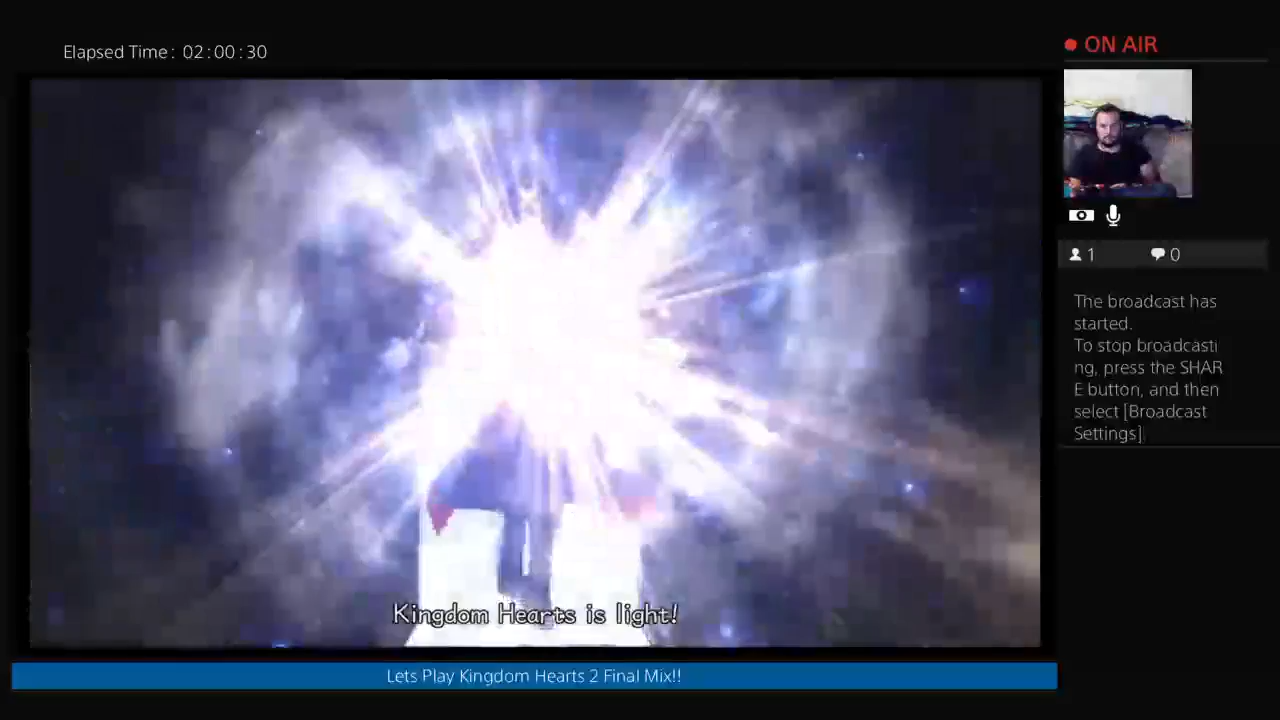 Elapsed Time: 02:00:30
ON AIR
1
0
The broadcast has
started.
To stop broadcasti
ng, press the SHAR
E button, and then
select [Broadcast
Settings]
Kingdom Hearts is light!
Lets Play Kingdom Hearts 2 Final Mix!!